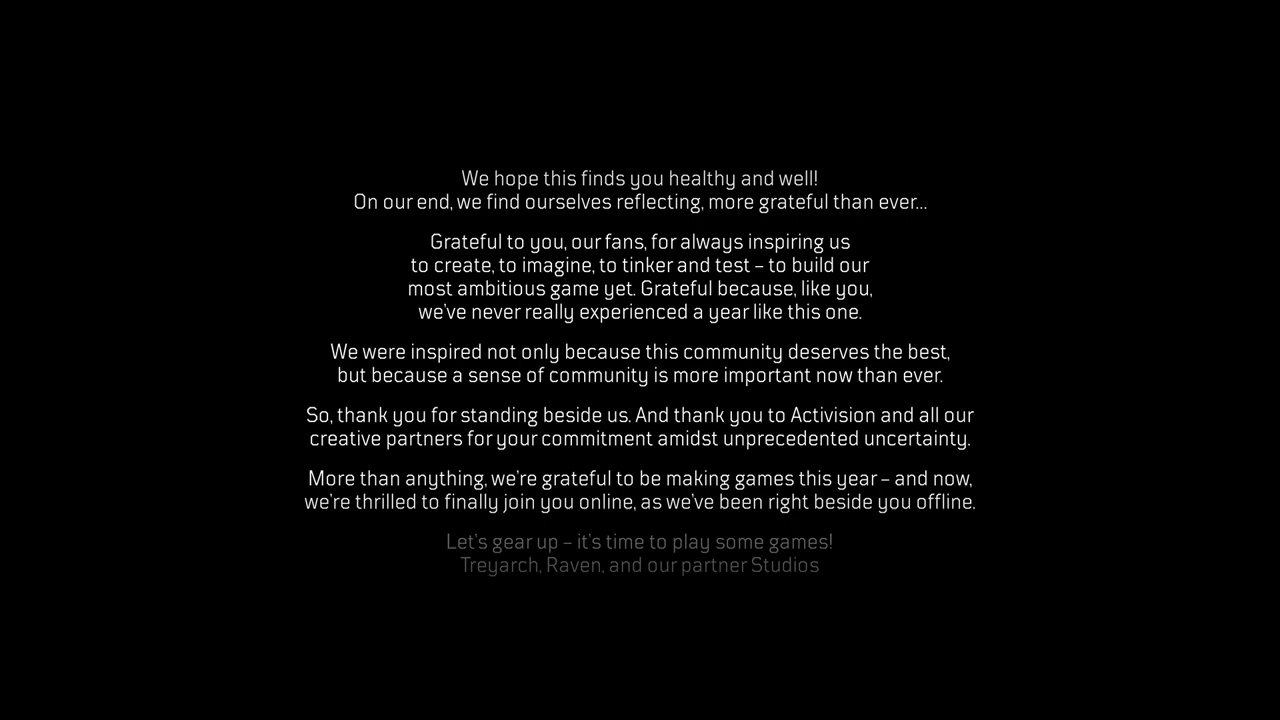 We hope this finds you healthy and well!
On our end, we find ourselves reflecting, more grateful than ever...
Grateful to you, our fans, for always inspiring us
to create, to imagine, to tinker and test – to build our
most ambitious game yet. Grateful because, like you,
we've never really experienced a year like this one.
We were inspired not only because this community deserves the best,
but because a sense of community is more important now than ever.
So, thank you for standing beside us. And thank you to Activision and all our
creative partners for your commitment amidst unprecedented uncertainty.
More than anything, we're grateful to be making games this year – and now,
we're thrilled to finally join you online, as we've been right beside you offline.
Let's gear up – it's time to play some games!
Treyarch, Raven, and our partner Studios